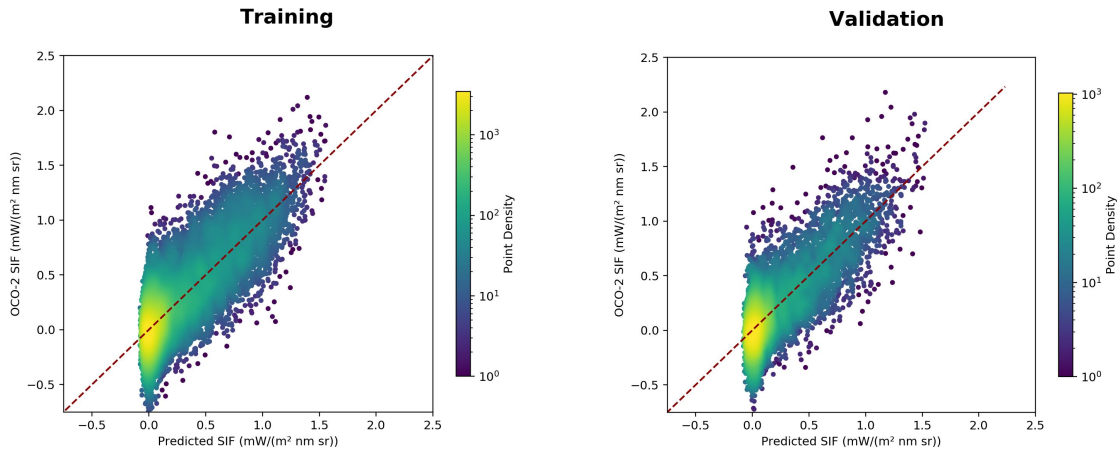 Training
2.5
2.0
1.5
1.0
0.5
0.0
−0.5
OCO-2 SIF (mW/(m² nm sr))
−0.5 0.0 0.5 1.0 1.5 2.0 2.5
Predicted SIF (mW/(m² nm sr))
10³
10²
10¹
10⁰
Point Density
Validation
2.5
2.0
1.5
1.0
0.5
0.0
−0.5
OCO-2 SIF (mW/(m² nm sr))
−0.5 0.0 0.5 1.0 1.5 2.0 2.5
Predicted SIF (mW/(m² nm sr))
10³
10²
10¹
10⁰
Point Density